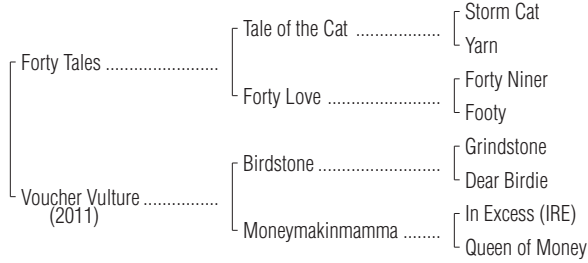 Storm Cat
Tale of the Cat ..................
Yarn
Forty Tales ........................
Forty Niner
Forty Love ........................
Footy
Grindstone
Birdstone ..........................
Dear Birdie
Voucher Vulture ................
(2011)
In Excess (IRE)
Moneymakinmamma ........
Queen of Money